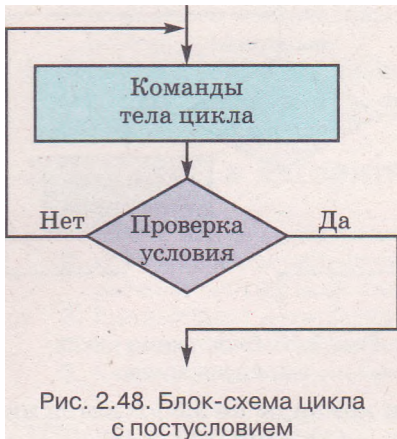 Команды
тела цикла
Нет
Проверка
условия
Да
Рис. 2.48. Блок-схема цикла
с постусловием